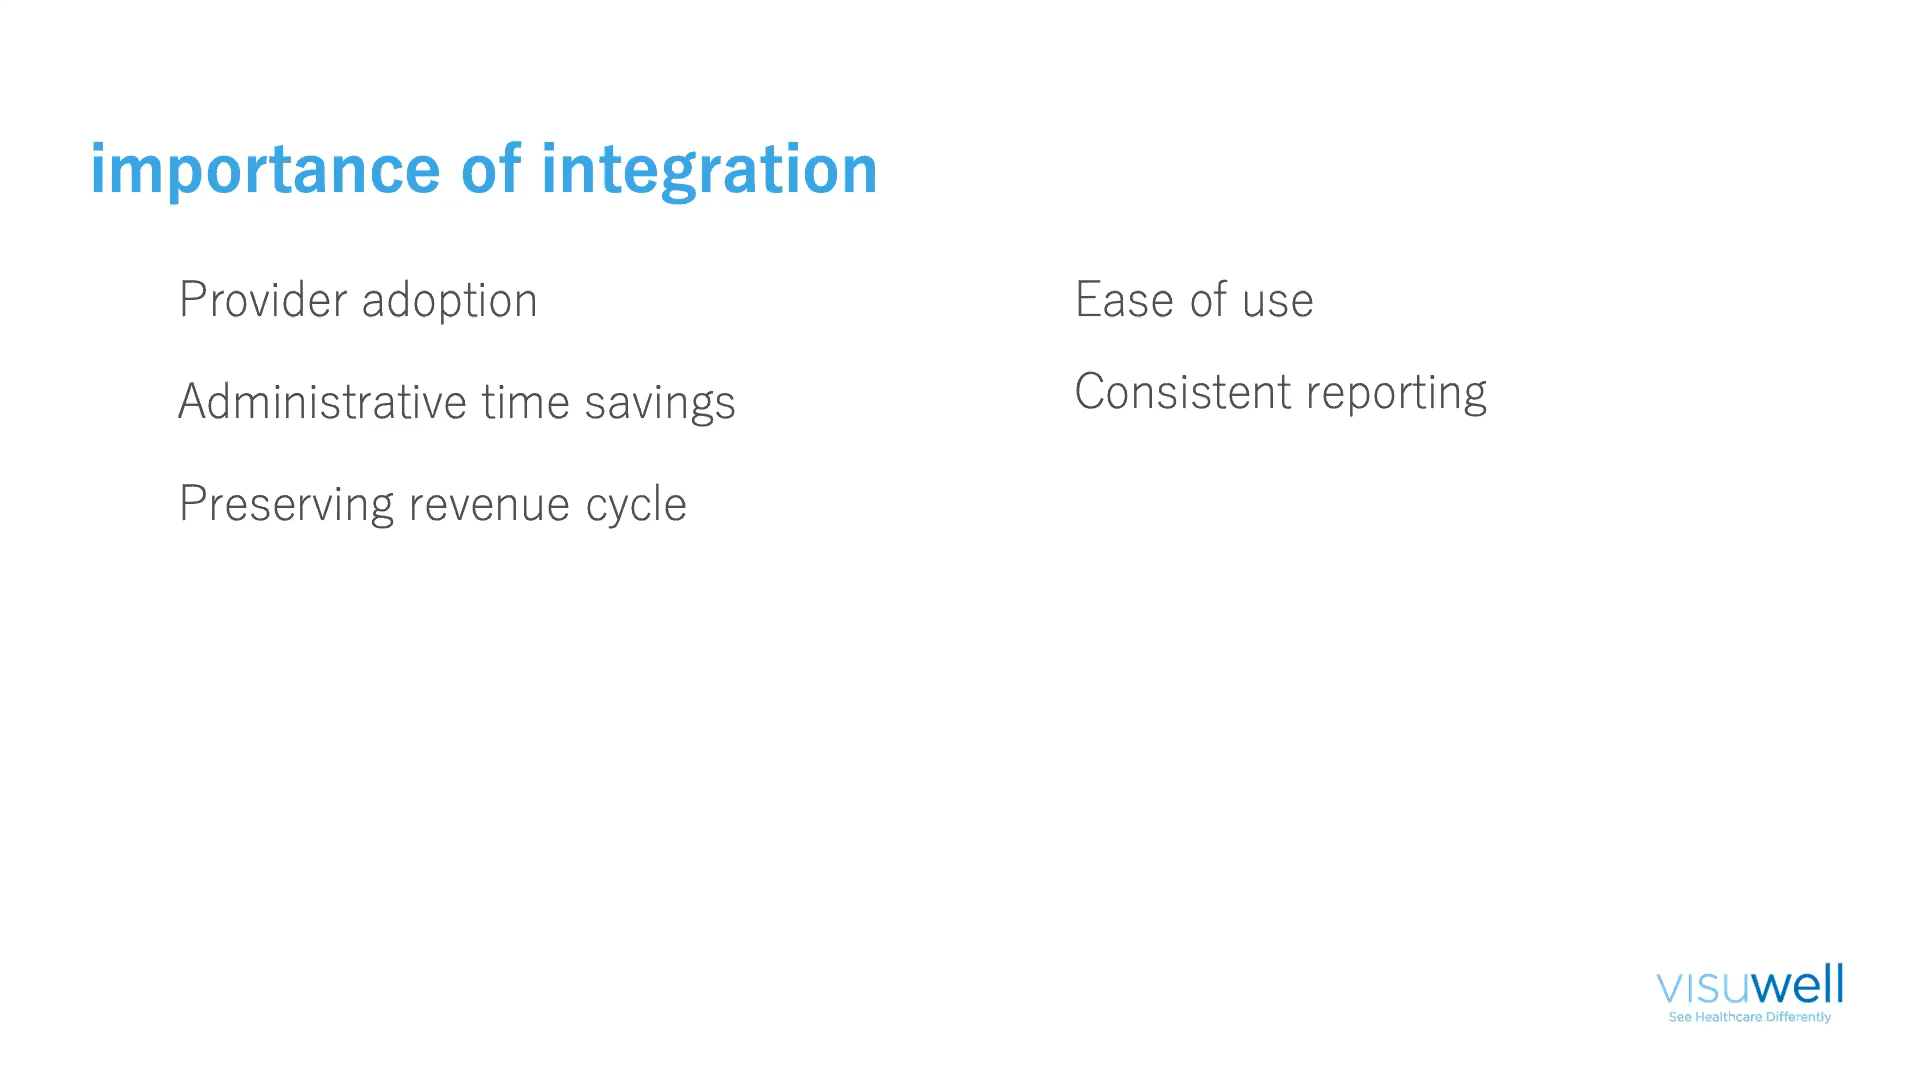 importance of integration
Provider adoption
Administrative time savings
Preserving revenue cycle
Ease of use
Consistent reporting
visuwell
See Healthcare Differently